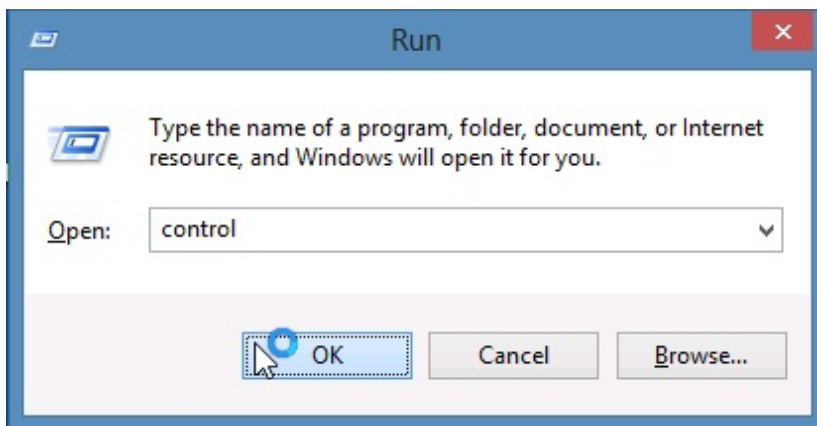 Run
Type the name of a program, folder, document, or Internet
resource, and Windows will open it for you.
Open: control
OK Cancel Browse...